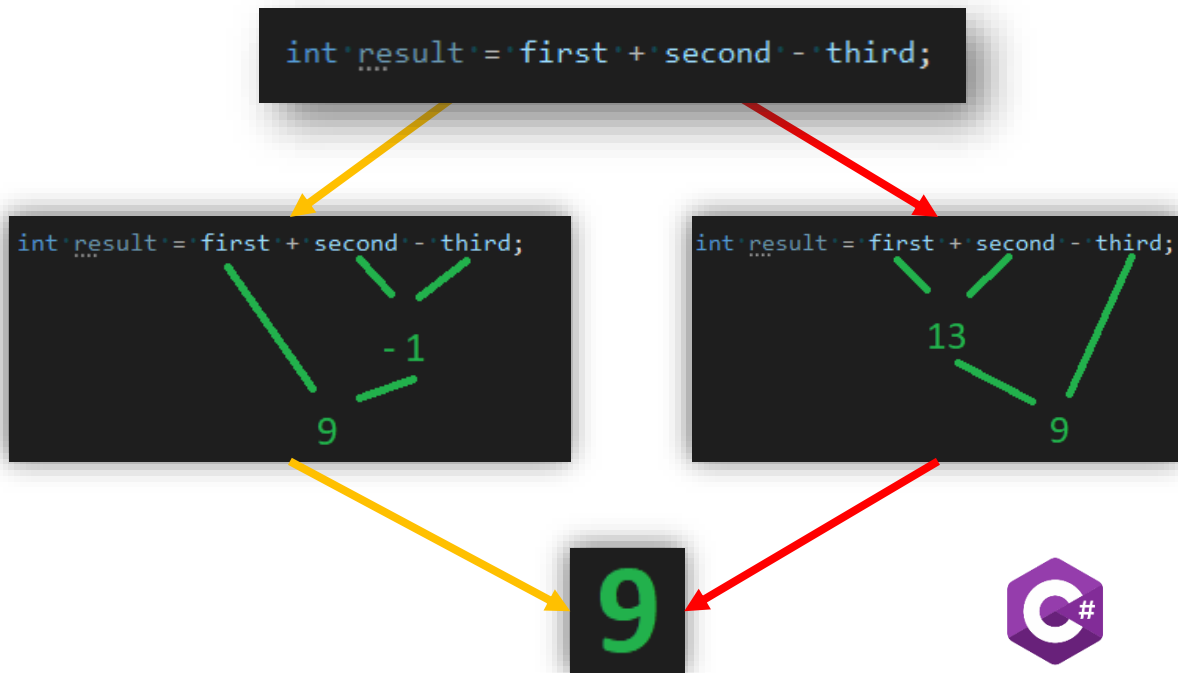 int result = first + second - third;
int result = first + second - third;
- 1
9
int result = first + second - third;
13
9
9
C#